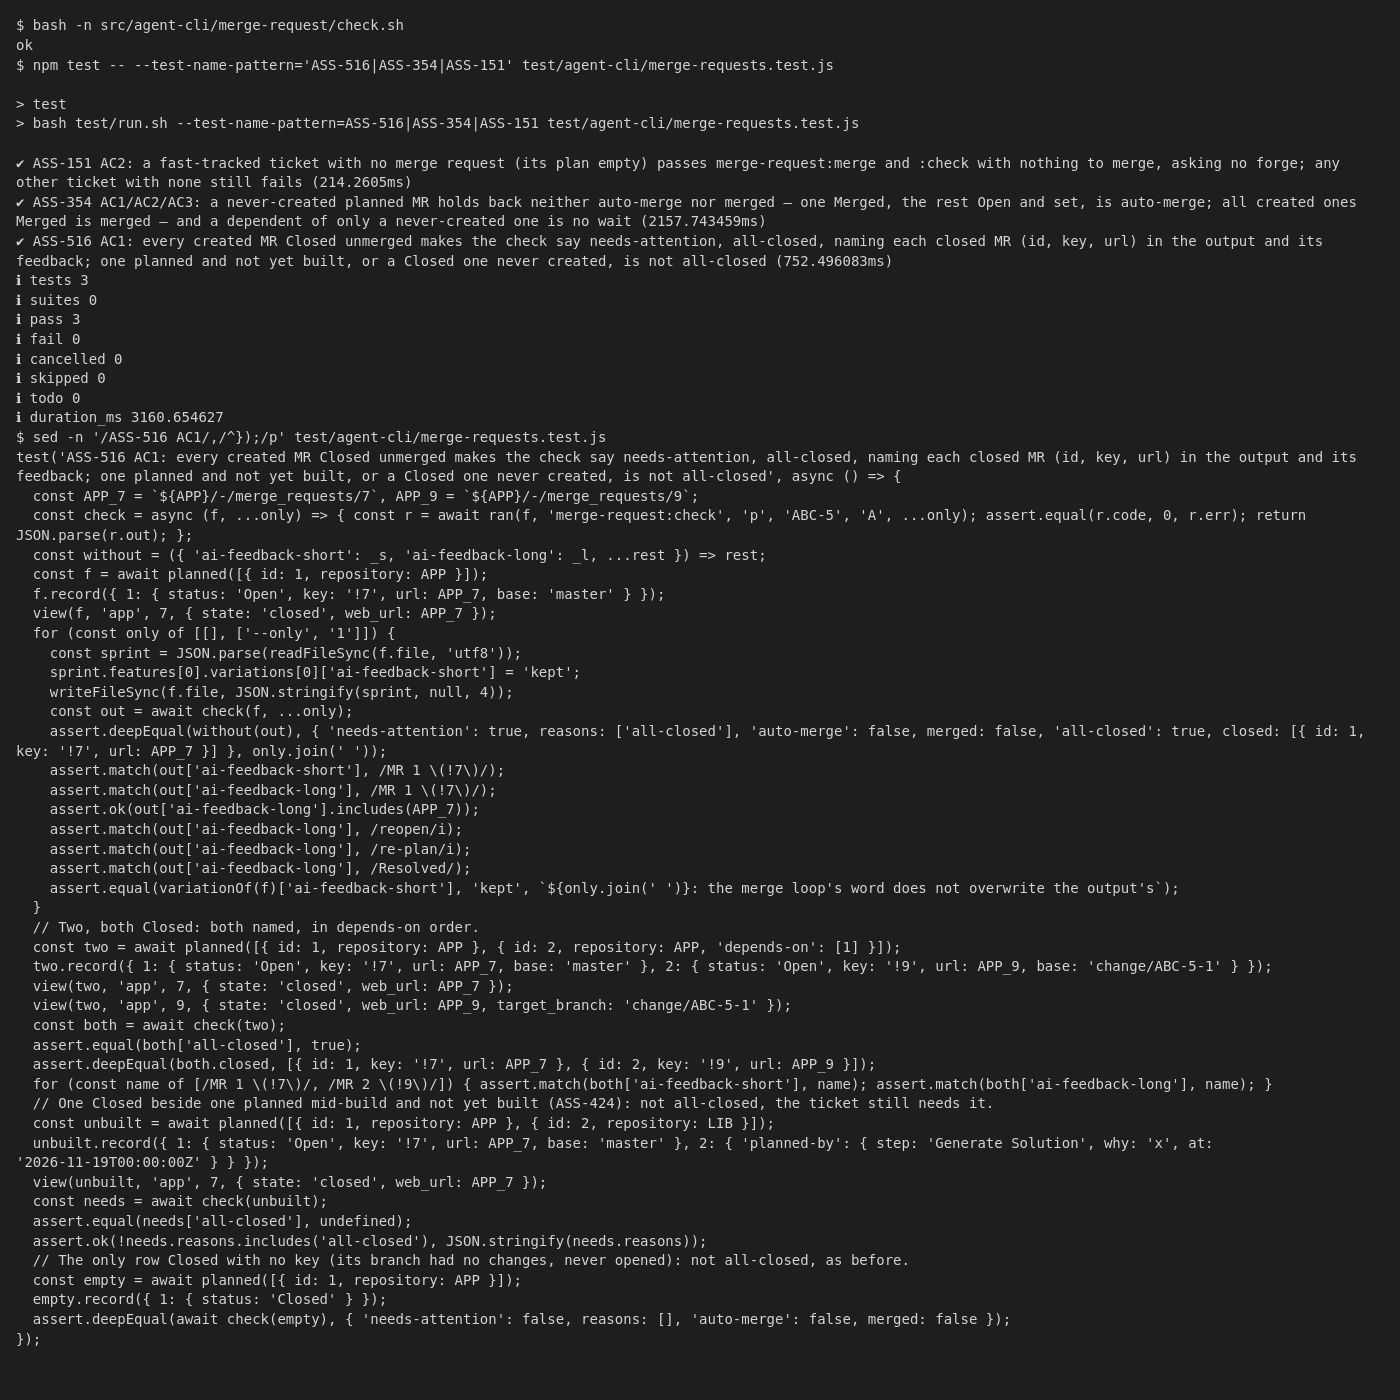 $ bash -n src/agent-cli/merge-request/check.sh
ok
$ npm test -- --test-name-pattern='ASS-516|ASS-354|ASS-151' test/agent-cli/merge-requests.test.js

> test
> bash test/run.sh --test-name-pattern=ASS-516|ASS-354|ASS-151 test/agent-cli/merge-requests.test.js

✔ ASS-151 AC2: a fast-tracked ticket with no merge request (its plan empty) passes merge-request:merge and :check with nothing to merge, asking no forge; any
other ticket with none still fails (214.2605ms)
✔ ASS-354 AC1/AC2/AC3: a never-created planned MR holds back neither auto-merge nor merged — one Merged, the rest Open and set, is auto-merge; all created ones
Merged is merged — and a dependent of only a never-created one is no wait (2157.743459ms)
✔ ASS-516 AC1: every created MR Closed unmerged makes the check say needs-attention, all-closed, naming each closed MR (id, key, url) in the output and its
feedback; one planned and not yet built, or a Closed one never created, is not all-closed (752.496083ms)
ℹ tests 3
ℹ suites 0
ℹ pass 3
ℹ fail 0
ℹ cancelled 0
ℹ skipped 0
ℹ todo 0
ℹ duration_ms 3160.654627
$ sed -n '/ASS-516 AC1/,/^});/p' test/agent-cli/merge-requests.test.js
test('ASS-516 AC1: every created MR Closed unmerged makes the check say needs-attention, all-closed, naming each closed MR (id, key, url) in the output and its
feedback; one planned and not yet built, or a Closed one never created, is not all-closed', async () => {
  const APP_7 = `${APP}/-/merge_requests/7`, APP_9 = `${APP}/-/merge_requests/9`;
  const check = async (f, ...only) => { const r = await ran(f, 'merge-request:check', 'p', 'ABC-5', 'A', ...only); assert.equal(r.code, 0, r.err); return
JSON.parse(r.out); };
  const without = ({ 'ai-feedback-short': _s, 'ai-feedback-long': _l, ...rest }) => rest;
  const f = await planned([{ id: 1, repository: APP }]);
  f.record({ 1: { status: 'Open', key: '!7', url: APP_7, base: 'master' } });
  view(f, 'app', 7, { state: 'closed', web_url: APP_7 });
  for (const only of [[], ['--only', '1']]) {
    const sprint = JSON.parse(readFileSync(f.file, 'utf8'));
    sprint.features[0].variations[0]['ai-feedback-short'] = 'kept';
    writeFileSync(f.file, JSON.stringify(sprint, null, 4));
    const out = await check(f, ...only);
    assert.deepEqual(without(out), { 'needs-attention': true, reasons: ['all-closed'], 'auto-merge': false, merged: false, 'all-closed': true, closed: [{ id: 1,
key: '!7', url: APP_7 }] }, only.join(' '));
    assert.match(out['ai-feedback-short'], /MR 1 \(!7\)/);
    assert.match(out['ai-feedback-long'], /MR 1 \(!7\)/);
    assert.ok(out['ai-feedback-long'].includes(APP_7));
    assert.match(out['ai-feedback-long'], /reopen/i);
    assert.match(out['ai-feedback-long'], /re-plan/i);
    assert.match(out['ai-feedback-long'], /Resolved/);
    assert.equal(variationOf(f)['ai-feedback-short'], 'kept', `${only.join(' ')}: the merge loop's word does not overwrite the output's`);
  }
  // Two, both Closed: both named, in depends-on order.
  const two = await planned([{ id: 1, repository: APP }, { id: 2, repository: APP, 'depends-on': [1] }]);
  two.record({ 1: { status: 'Open', key: '!7', url: APP_7, base: 'master' }, 2: { status: 'Open', key: '!9', url: APP_9, base: 'change/ABC-5-1' } });
  view(two, 'app', 7, { state: 'closed', web_url: APP_7 });
  view(two, 'app', 9, { state: 'closed', web_url: APP_9, target_branch: 'change/ABC-5-1' });
  const both = await check(two);
  assert.equal(both['all-closed'], true);
  assert.deepEqual(both.closed, [{ id: 1, key: '!7', url: APP_7 }, { id: 2, key: '!9', url: APP_9 }]);
  for (const name of [/MR 1 \(!7\)/, /MR 2 \(!9\)/]) { assert.match(both['ai-feedback-short'], name); assert.match(both['ai-feedback-long'], name); }
  // One Closed beside one planned mid-build and not yet built (ASS-424): not all-closed, the ticket still needs it.
  const unbuilt = await planned([{ id: 1, repository: APP }, { id: 2, repository: LIB }]);
  unbuilt.record({ 1: { status: 'Open', key: '!7', url: APP_7, base: 'master' }, 2: { 'planned-by': { step: 'Generate Solution', why: 'x', at:
'2026-11-19T00:00:00Z' } } });
  view(unbuilt, 'app', 7, { state: 'closed', web_url: APP_7 });
  const needs = await check(unbuilt);
  assert.equal(needs['all-closed'], undefined);
  assert.ok(!needs.reasons.includes('all-closed'), JSON.stringify(needs.reasons));
  // The only row Closed with no key (its branch had no changes, never opened): not all-closed, as before.
  const empty = await planned([{ id: 1, repository: APP }]);
  empty.record({ 1: { status: 'Closed' } });
  assert.deepEqual(await check(empty), { 'needs-attention': false, reasons: [], 'auto-merge': false, merged: false });
});